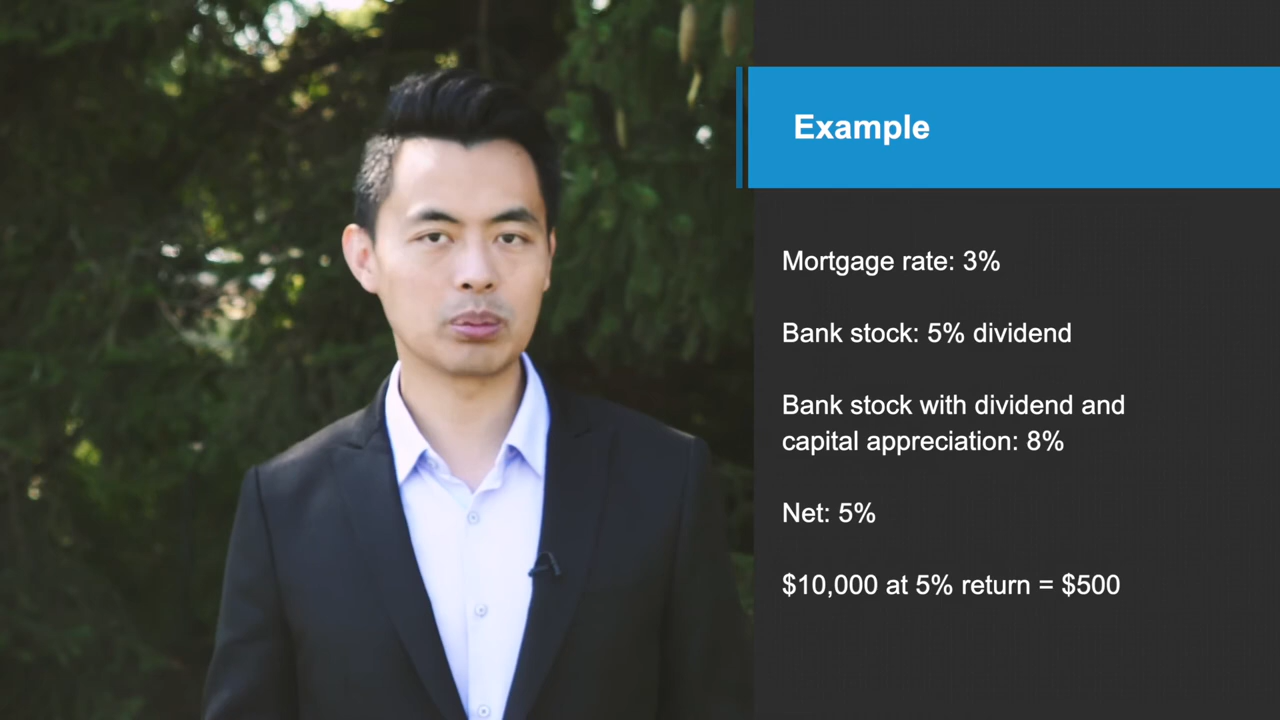 Example
Mortgage rate: 3%
Bank stock: 5% dividend
Bank stock with dividend and
capital appreciation: 8%
Net: 5%
$10,000 at 5% return = $500